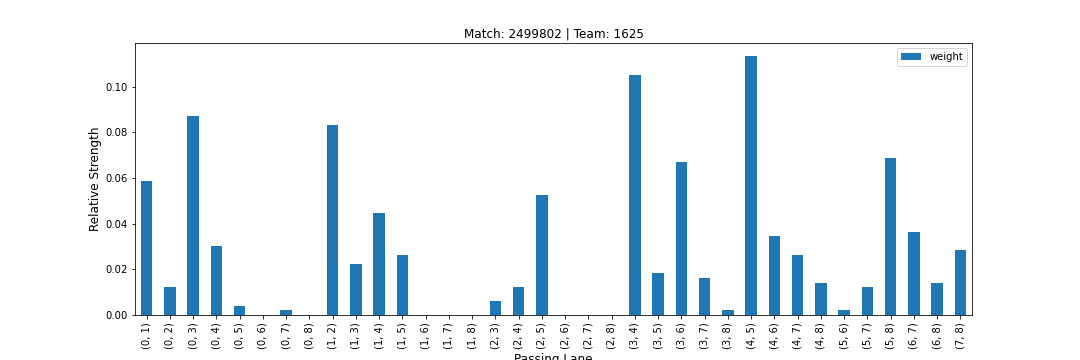 Match: 2499802 | Team: 1625
weight
Relative Strength
0.10
0.08
0.06
0.04
0.02
0.00
(0, 1) (0, 2) (0, 3) (0, 4) (0, 5) (0, 6) (0, 7) (0, 8) (1, 2) (1, 3) (1, 4) (1, 5) (1, 6) (1, 7) (1, 8) (2, 3) (2, 4) (2, 5) (2, 6) (2, 7) (2, 8) (3, 4) (3, 5) (3, 6) (3, 7) (3, 8) (4, 5) (4, 6) (4, 7) (4, 8) (5, 6) (5, 7) (5, 8) (6, 7) (6, 8) (7, 8)
Passing Lane